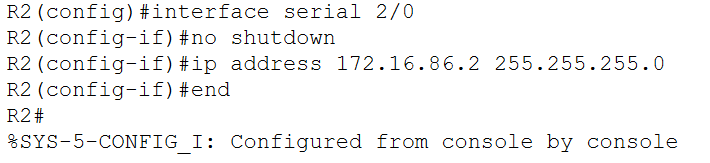 R2(config)#interface serial 2/0
R2(config-if)#no shutdown
R2(config-if)#ip address 172.16.86.2 255.255.255.0
R2(config-if)#end
R2#
%SYS-5-CONFIG_I: Configured from console by console